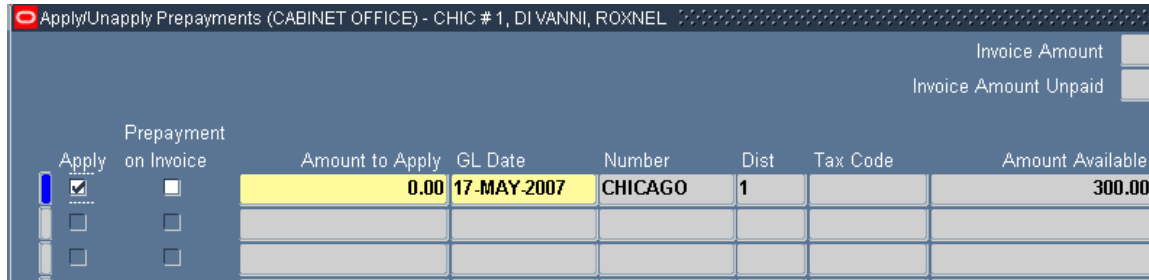 Apply/Unapply Prepayments (CABINET OFFICE) - CHIC # 1, DI VANNI, ROXNEL
Invoice Amount
Invoice Amount Unpaid
Prepayment
Apply on Invoice Amount to Apply GL Date Number Dist Tax Code Amount Available
0.00 17-MAY-2007 CHICAGO 1 300.00